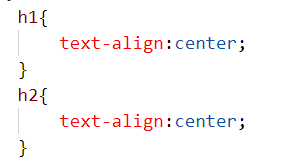 h1{
text-align:center;
}
h2{
text-align:center;
}